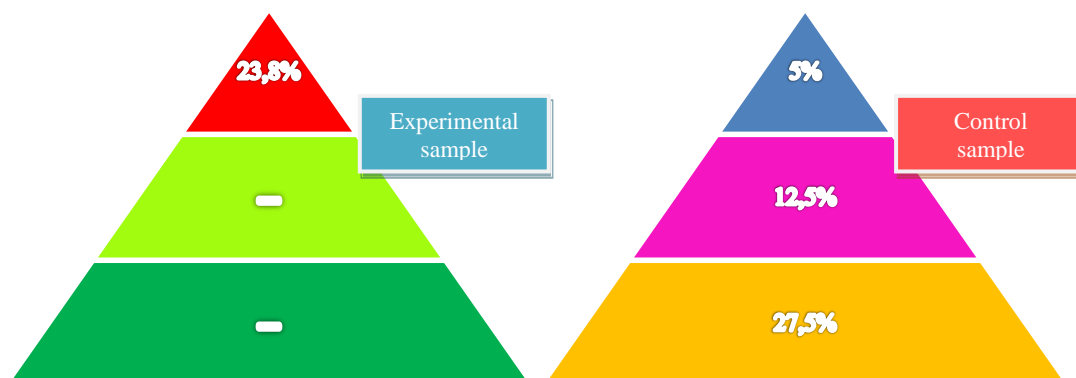 23,8%
5%
Experimental
sample
Control
sample
–
12,5%
–
27,5%